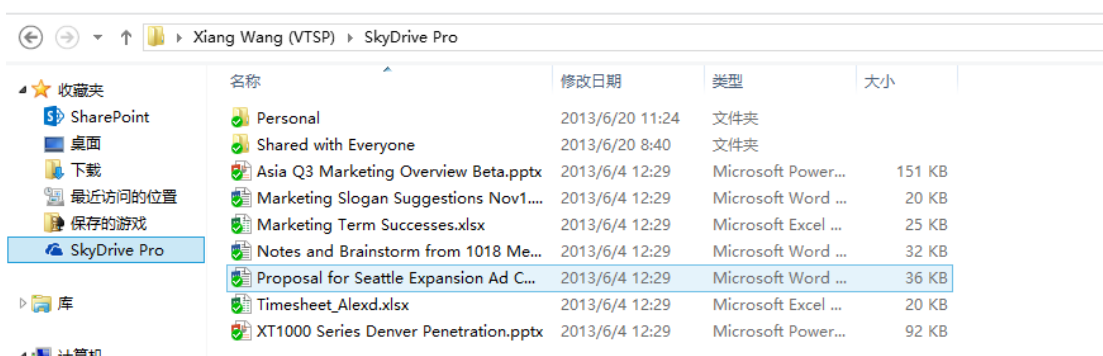 Xiang Wang (VTSP) SkyDrive Pro
收藏夹
SharePoint
桌面
下载
最近访问的位置
保存的游戏
SkyDrive Pro
库
计算机
名称 修改日期 类型 大小
Personal 2013/6/20 11:24 文件夹
Shared with Everyone 2013/6/20 8:40 文件夹
Asia Q3 Marketing Overview Beta.pptx 2013/6/4 12:29 Microsoft Power... 151 KB
Marketing Slogan Suggestions Nov1.... 2013/6/4 12:29 Microsoft Word ... 20 KB
Marketing Term Successes.xlsx 2013/6/4 12:29 Microsoft Excel ... 25 KB
Notes and Brainstorm from 1018 Me... 2013/6/4 12:29 Microsoft Word ... 32 KB
Proposal for Seattle Expansion Ad C... 2013/6/4 12:29 Microsoft Word ... 36 KB
Timesheet_Alexd.xlsx 2013/6/4 12:29 Microsoft Excel ... 20 KB
XT1000 Series Denver Penetration.pptx 2013/6/4 12:29 Microsoft Power... 92 KB